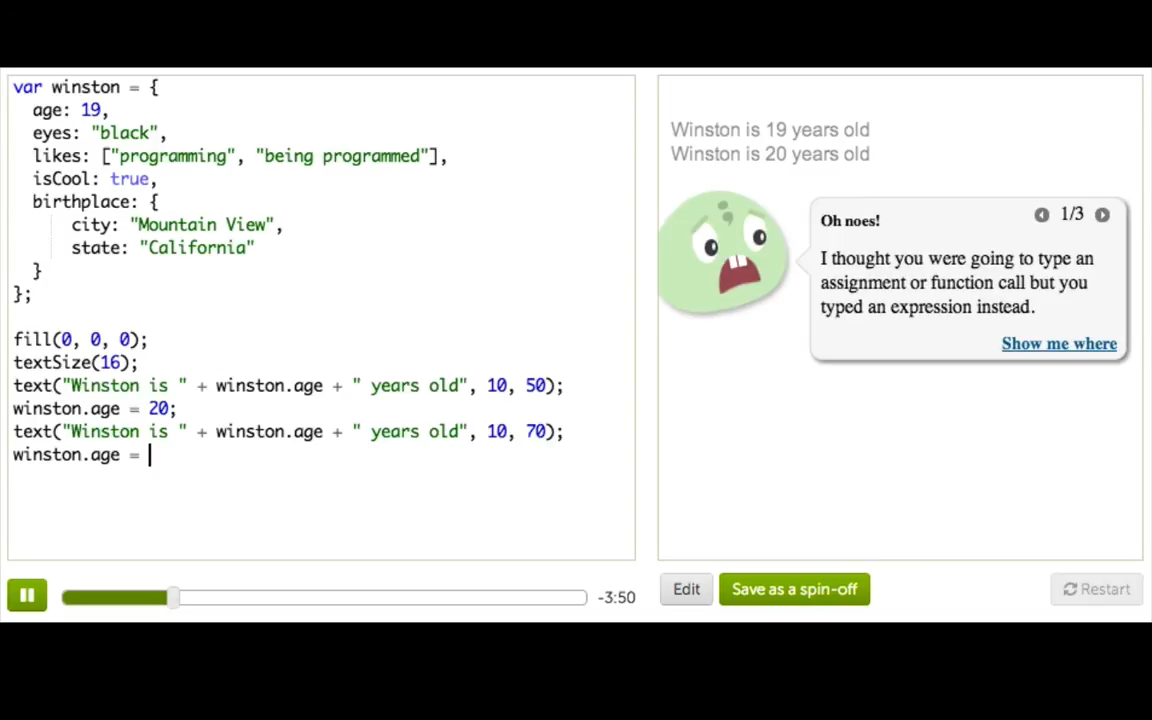 var winston = {
age: 19,
eyes: "black",
likes: ["programming", "being programmed"],
isCool: true,
birthplace: {
city: "Mountain View",
state: "California"
}
};
fill(0, 0, 0);
textSize(16);
text("Winston is " + winston.age + " years old", 10, 50);
winston.age = 20;
text("Winston is " + winston.age + " years old", 10, 70);
winston.age =
Winston is 19 years old
Winston is 20 years old
Oh noes!
1/3
I thought you were going to type an
assignment or function call but you
typed an expression instead.
Show me where
-3:50
Edit
Save as a spin-off
Restart